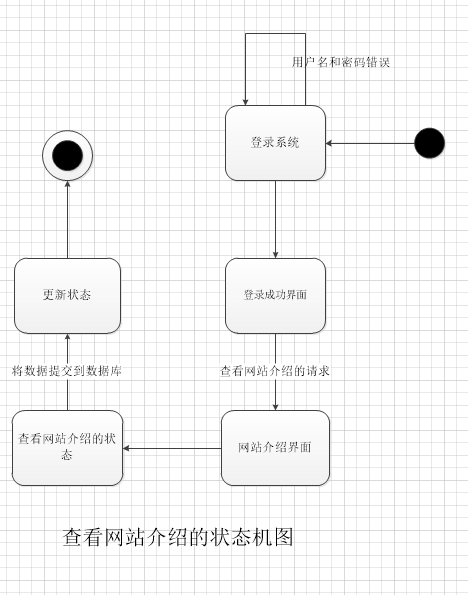 用户名和密码错误
登录系统
更新状态
登录成功界面
将数据提交到数据库
查看网站介绍的请求
查看网站介绍的状
态
网站介绍界面
查看网站介绍的状态机图